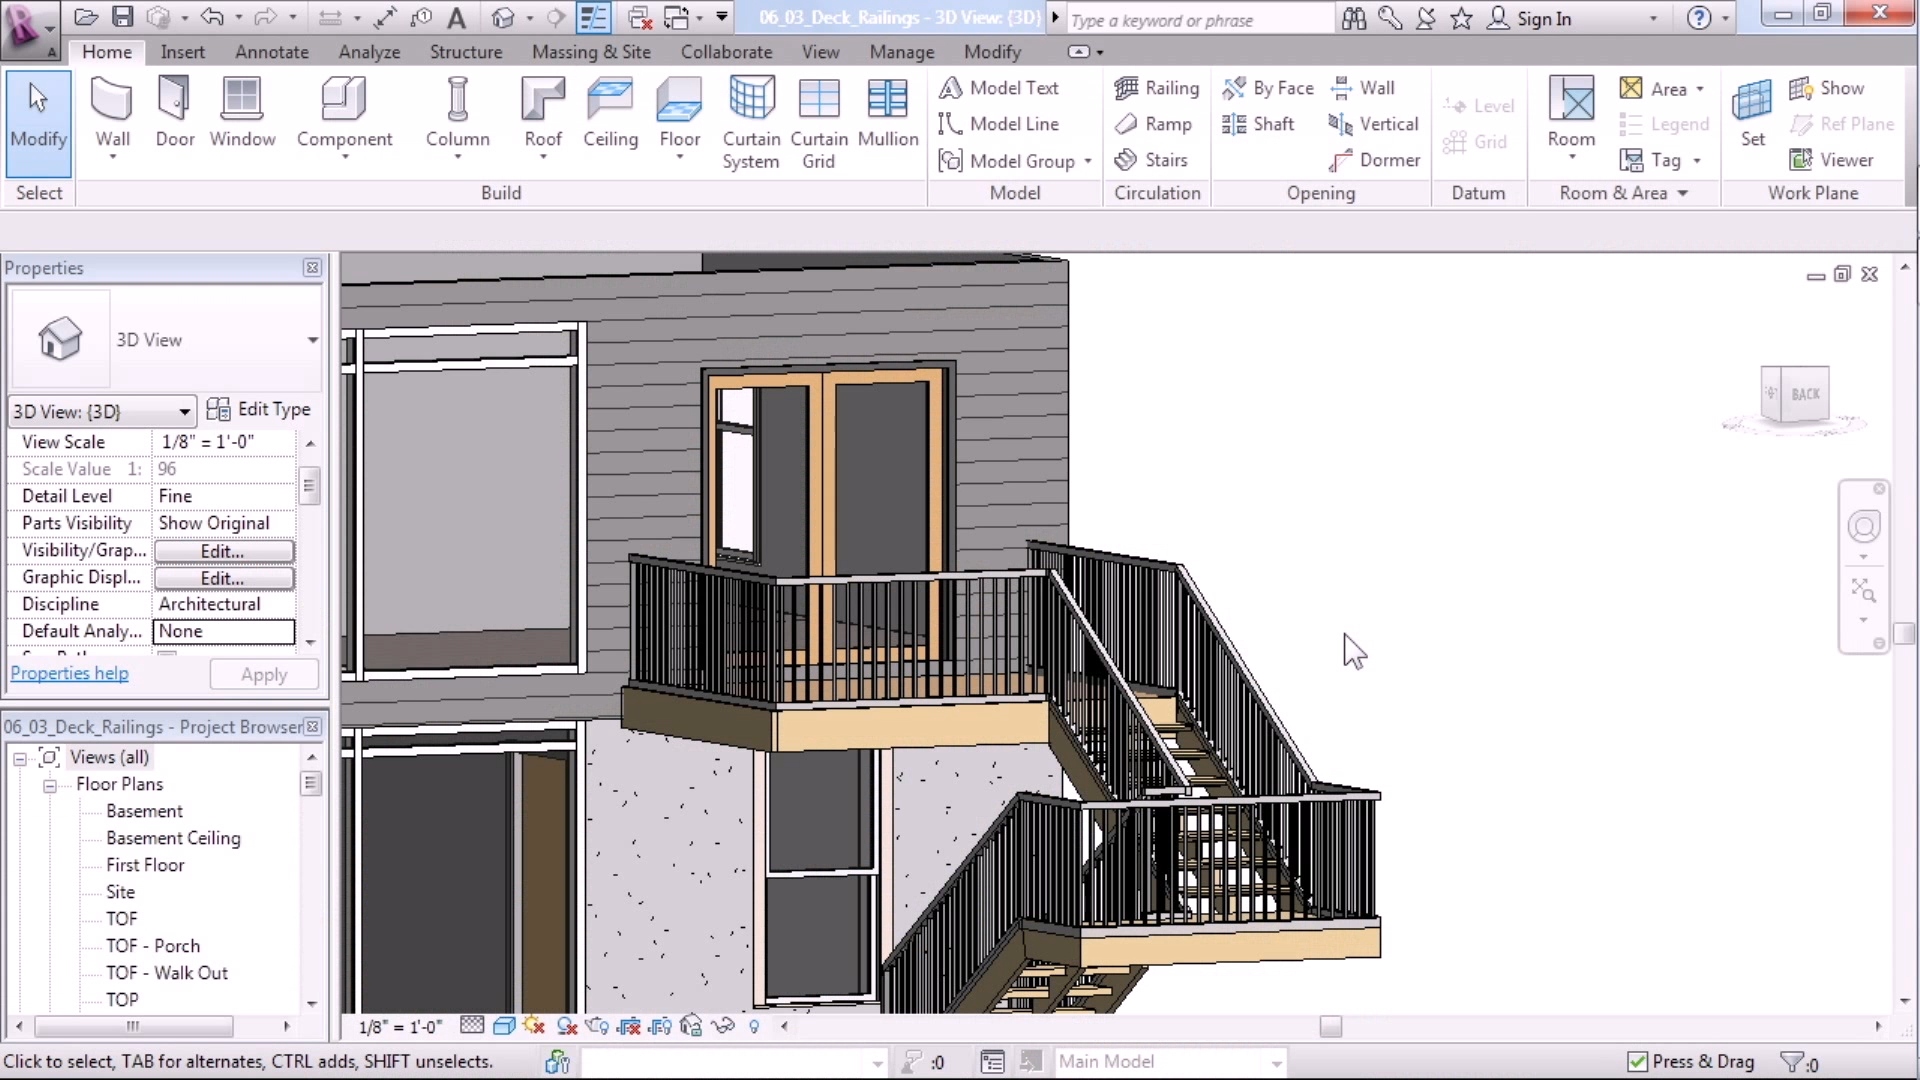 06_03_Deck_Railings - 3D View: {3D}
Type a keyword or phrase
Sign In
Home Insert Annotate Analyze Structure Massing & Site Collaborate View Manage Modify
Modify
Wall
Door
Window
Component
Column
Roof
Ceiling
Floor
Curtain System
Curtain Grid
Mullion
Model Text
Model Line
Model Group
Railing
Ramp
Stairs
By Face
Shaft
Wall
Vertical
Dormer
Level
Grid
Room
Area
Legend
Tag
Set
Show
Ref Plane
Viewer
Select Build Model Circulation Opening Datum Room & Area Work Plane
Properties
3D View
3D View: {3D} Edit Type
View Scale 1/8" = 1'-0"
Scale Value 1: 96
Detail Level Fine
Parts Visibility Show Original
Visibility/Grap... Edit...
Graphic Displ... Edit...
Discipline Architectural
Default Analy... None
Properties help Apply
06_03_Deck_Railings - Project Browser
Views (all)
Floor Plans
Basement
Basement Ceiling
First Floor
Site
TOF
TOF - Porch
TOF - Walk Out
TOP
BACK
1/8" = 1'-0"
Click to select, TAB for alternates, CTRL adds, SHIFT unselects.
:0
Main Model
Press & Drag
:0